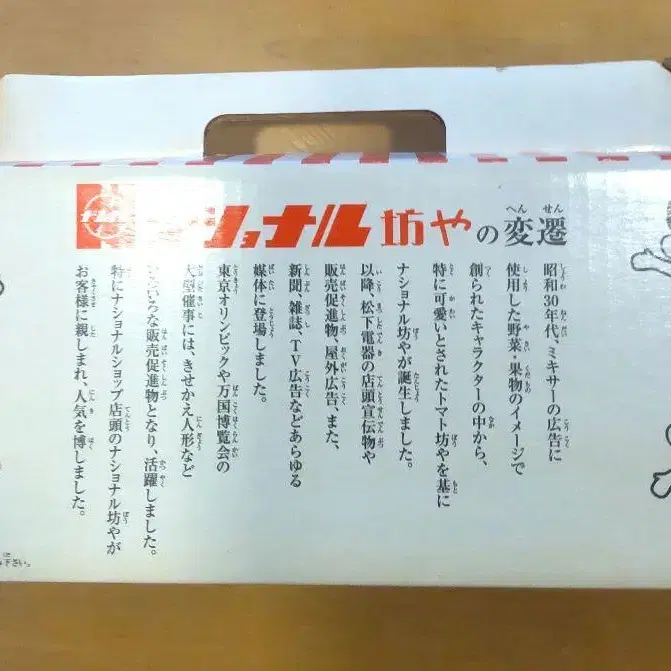 ショナル坊やの変遷
昭和30年代、ミキサーの広告に
使用した野菜・果物のイメージで
創られたキャラクターの中から、
特に可愛いとされたトマト坊やを基に
ナショナル坊やが誕生しました。
以降、松下電器の店頭宣伝物や
販売促進物、屋外広告、また、
新聞、雑誌、TV広告などあらゆる
媒体に登場しました。
東京オリンピックや万国博覧会の
大型催事には、きせかえ人形など
いろいろな販売促進物となり、活躍しました。
特にナショナルショップ店頭のナショナル坊やが
お客様に親しまれ、人気を博しました。
下さい。